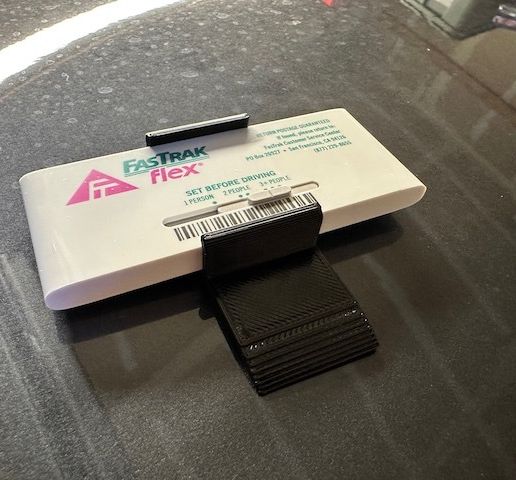 FASTRAK
flex®
RETURN POSTAGE GUARANTEED
If found, please return to:
FasTrak Customer Service Center
PO Box 26927 • San Francisco, CA 94126
(877) 229-8655
SET BEFORE DRIVING
1 PERSON 2 PEOPLE 3+ PEOPLE